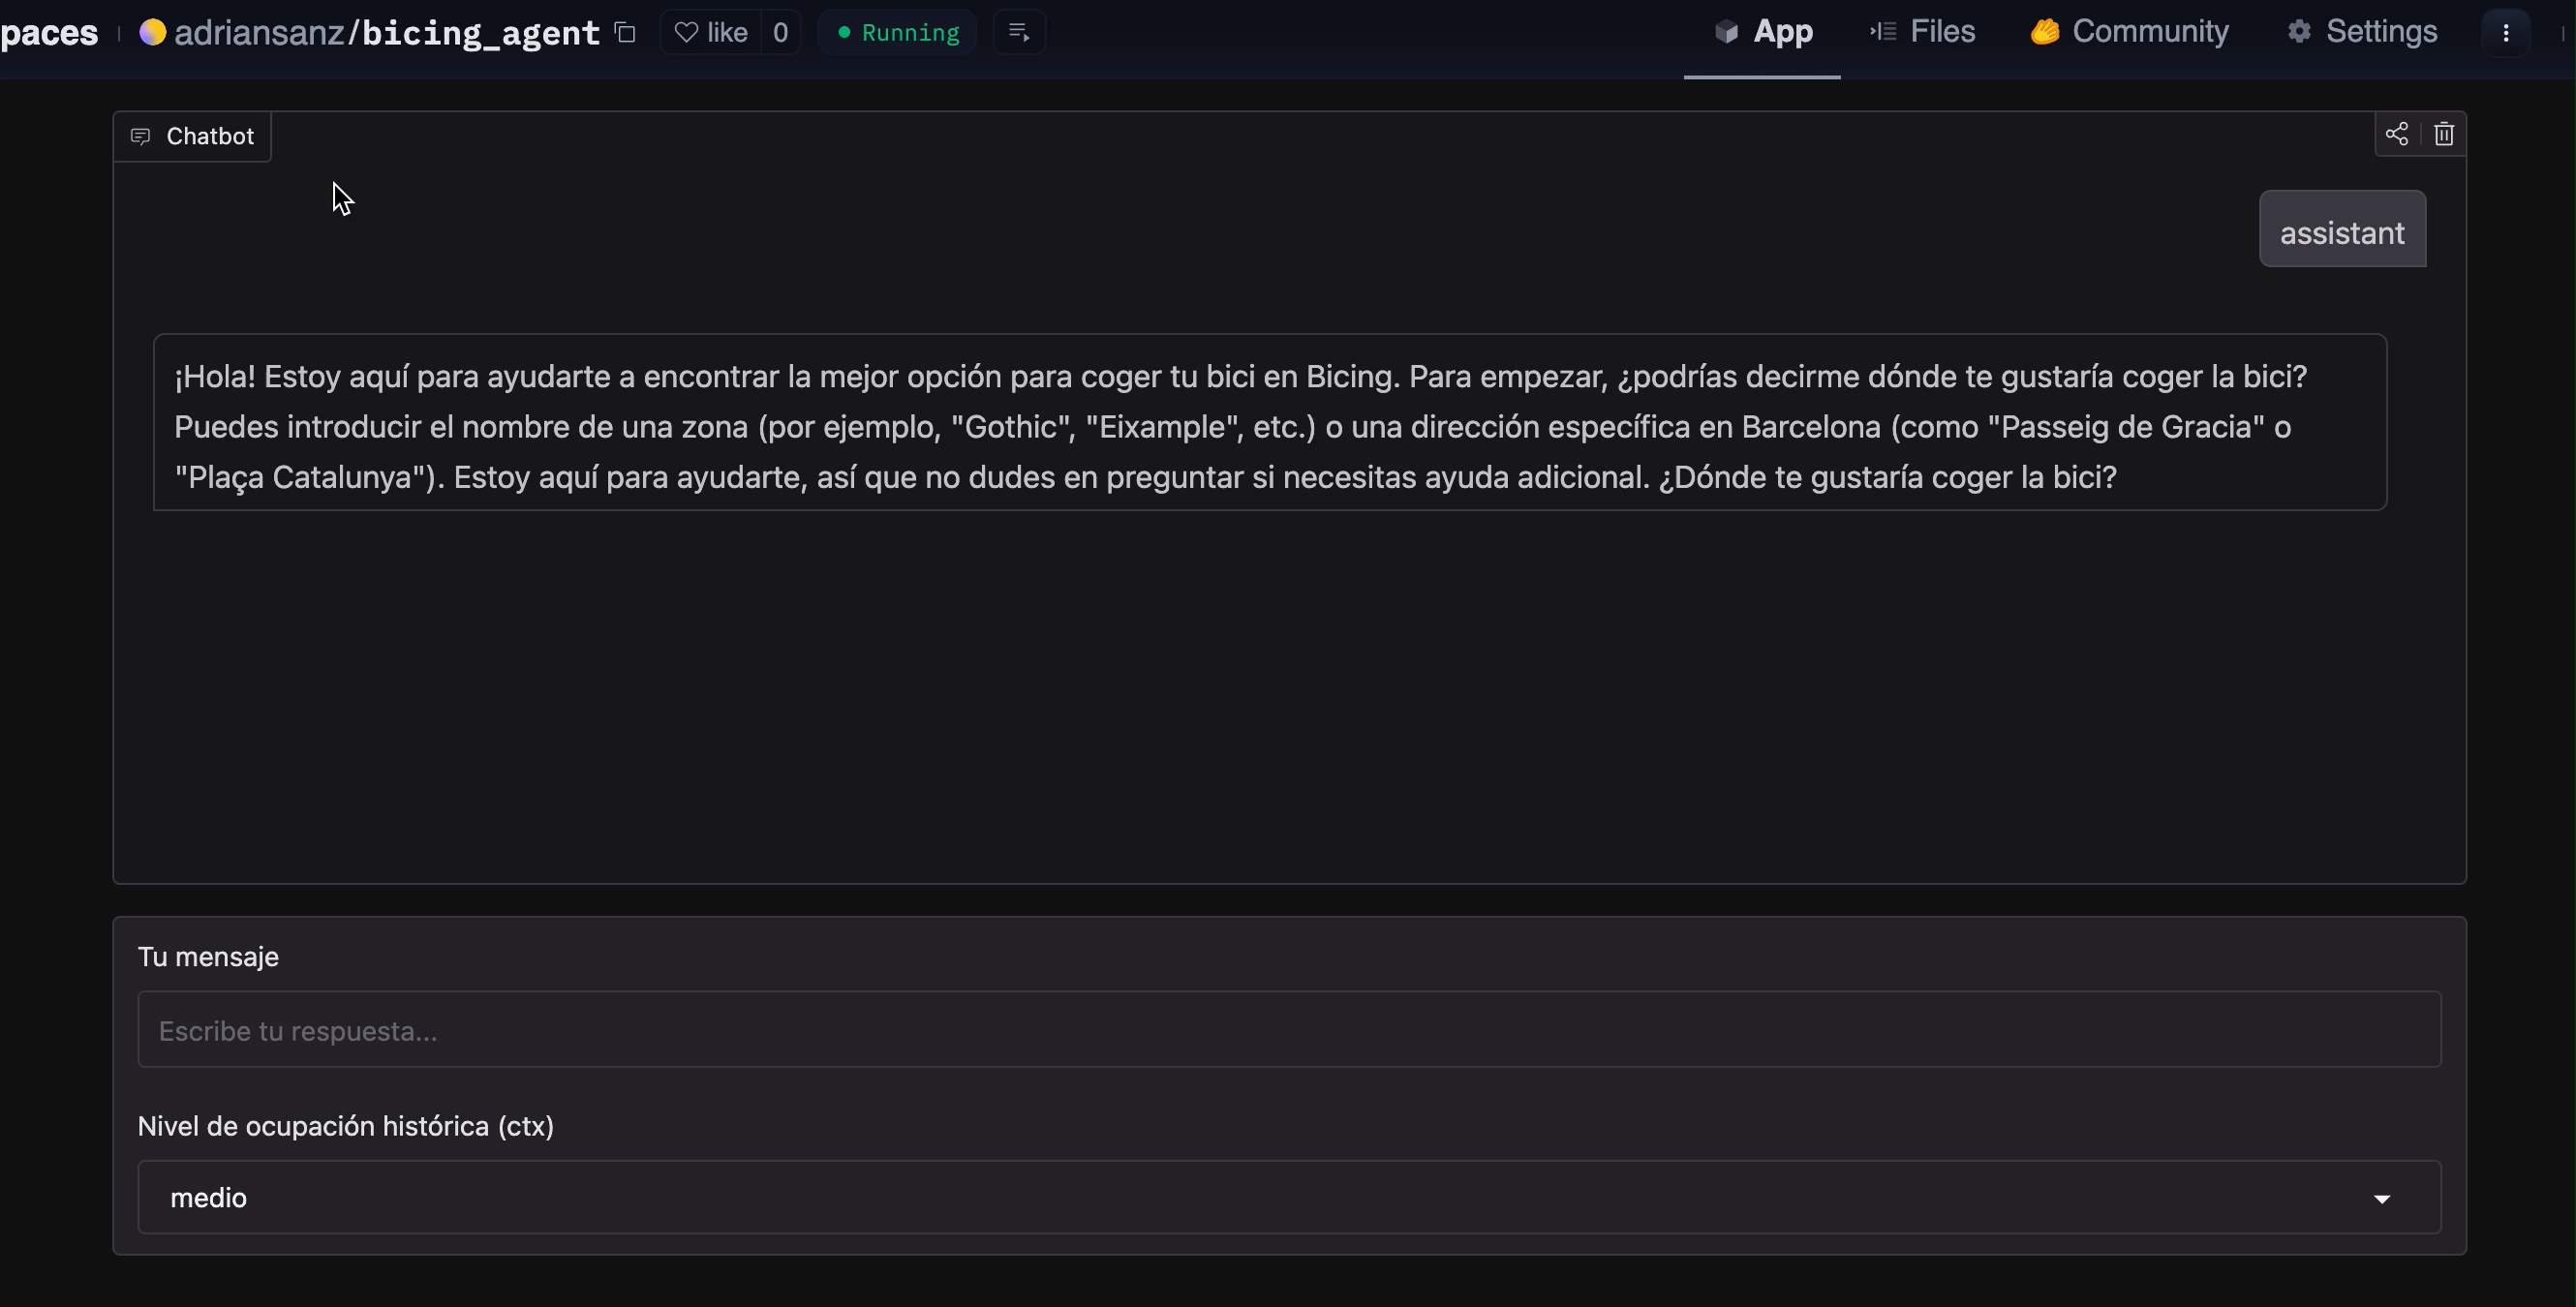 paces adriansanz/bicing_agent like 0 Running App Files Community Settings
Chatbot
assistant
¡Hola! Estoy aquí para ayudarte a encontrar la mejor opción para coger tu bici en Bicing. Para empezar, ¿podrías decirme dónde te gustaría coger la bici?
Puedes introducir el nombre de una zona (por ejemplo, "Gothic", "Eixample", etc.) o una dirección específica en Barcelona (como "Passeig de Gracia" o
"Plaça Catalunya"). Estoy aquí para ayudarte, así que no dudes en preguntar si necesitas ayuda adicional. ¿Dónde te gustaría coger la bici?
Tu mensaje
Escribe tu respuesta...
Nivel de ocupación histórica (ctx)
medio